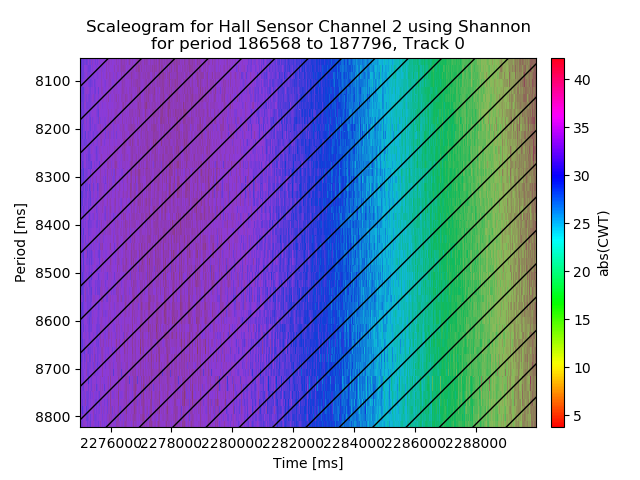 Scaleogram for Hall Sensor Channel 2 using Shannon
for period 186568 to 187796, Track 0
8100
8200
8300
8400
8500
8600
8700
8800
Period [ms]
2276000 2278000 2280000 2282000 2284000 2286000 2288000
Time [ms]
40
35
30
25
20
15
10
5
abs(CWT)